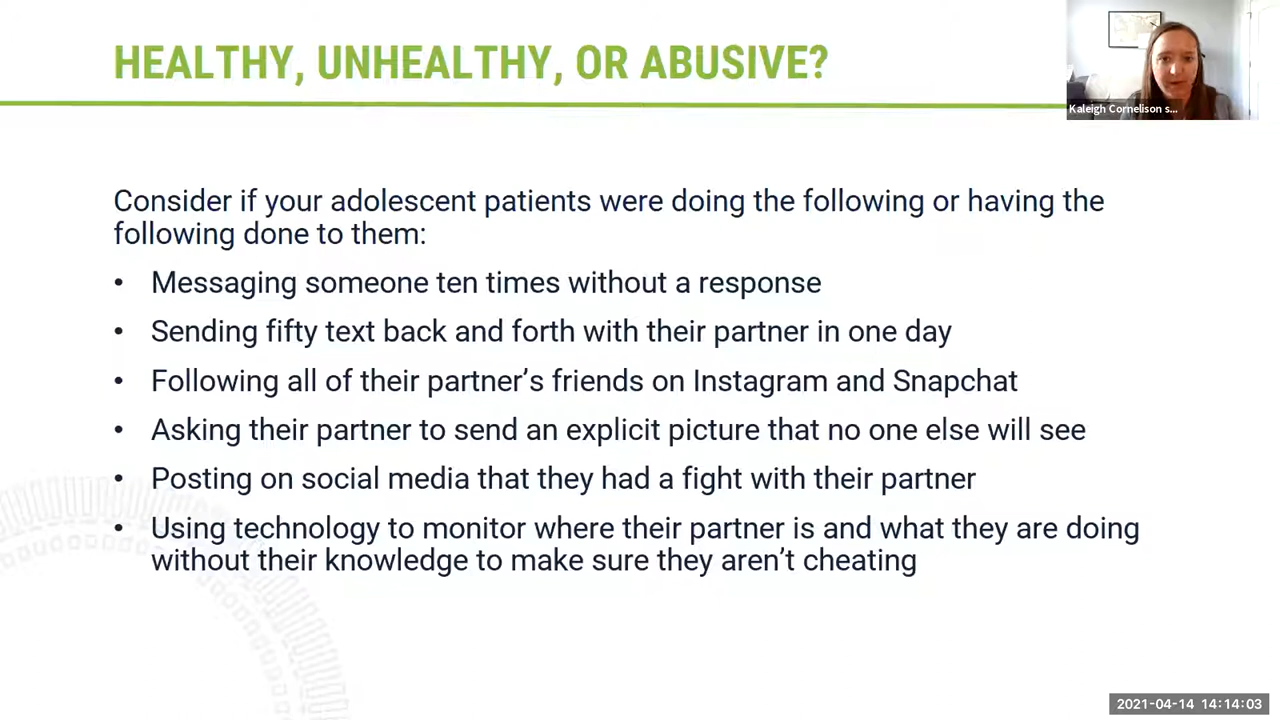 HEALTHY, UNHEALTHY, OR ABUSIVE?
Kaleigh Cornelison s...
Consider if your adolescent patients were doing the following or having the
following done to them:
• Messaging someone ten times without a response
• Sending fifty text back and forth with their partner in one day
• Following all of their partner’s friends on Instagram and Snapchat
• Asking their partner to send an explicit picture that no one else will see
• Posting on social media that they had a fight with their partner
• Using technology to monitor where their partner is and what they are doing
without their knowledge to make sure they aren’t cheating
2021-04-14 14:14:03